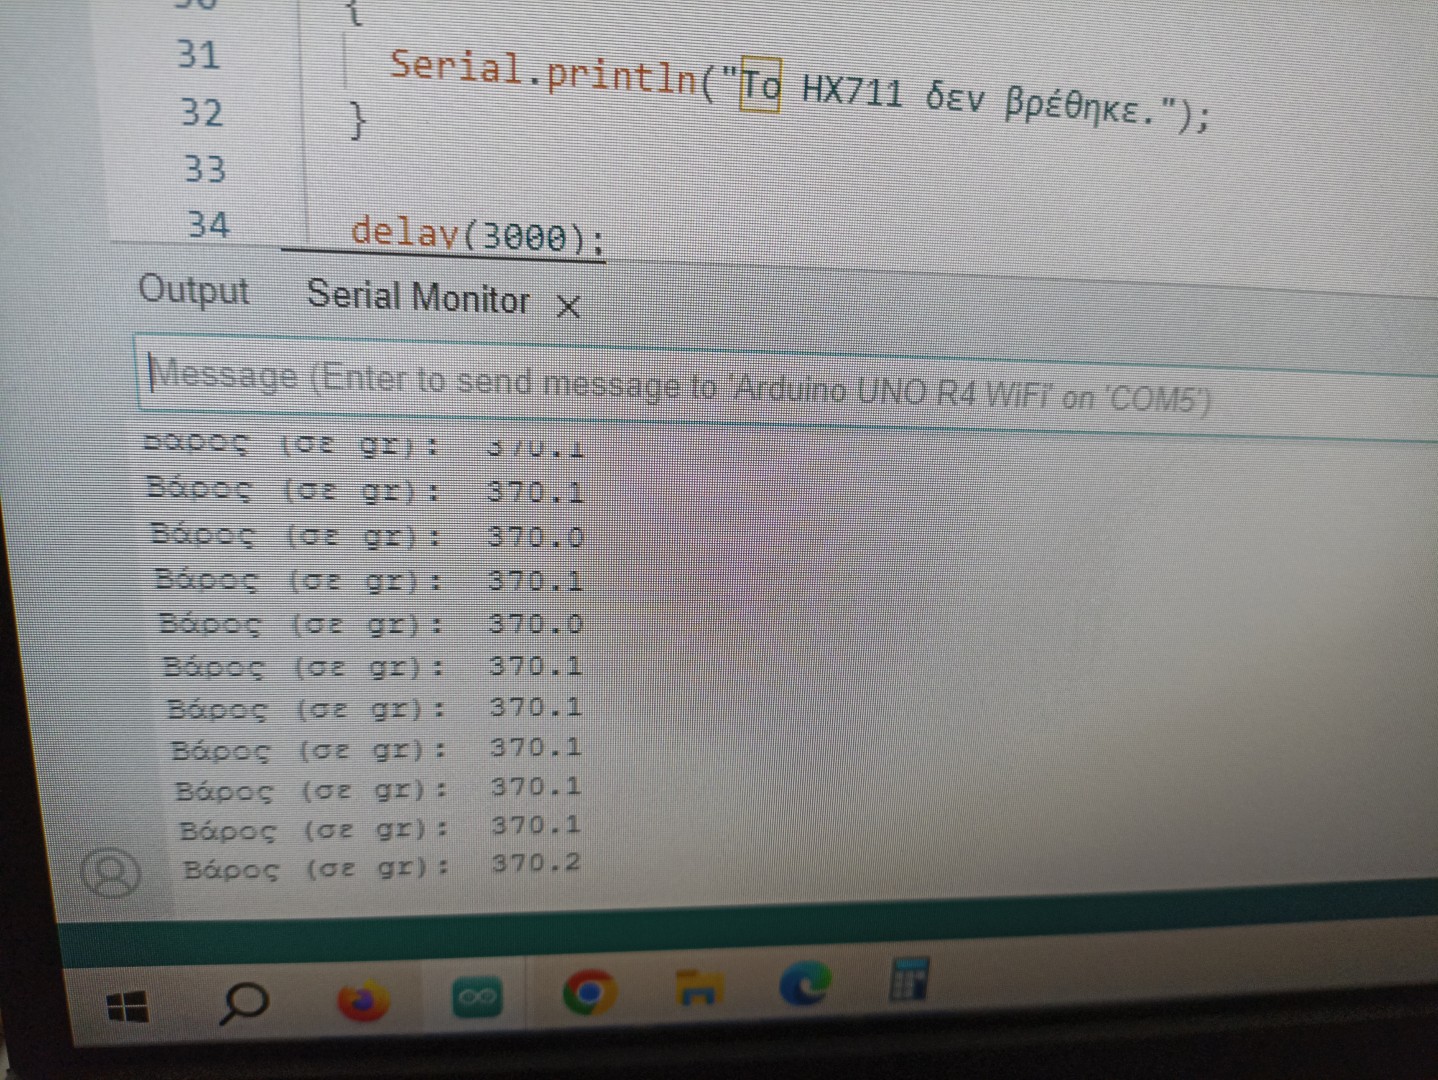 {
31 Serial.println("Το HX711 δεν βρέθηκε.");
32 }
33
34 delay(3000);
Output Serial Monitor
Message (Enter to send message to 'Arduino UNO R4 WiFi' on 'COM5')
Βάρος (σε gr): 370.1
Βάρος (σε gr): 370.1
Βάρος (σε gr): 370.0
Βάρος (σε gr): 370.1
Βάρος (σε gr): 370.0
Βάρος (σε gr): 370.1
Βάρος (σε gr): 370.1
Βάρος (σε gr): 370.1
Βάρος (σε gr): 370.1
Βάρος (σε gr): 370.1
Βάρος (σε gr): 370.2